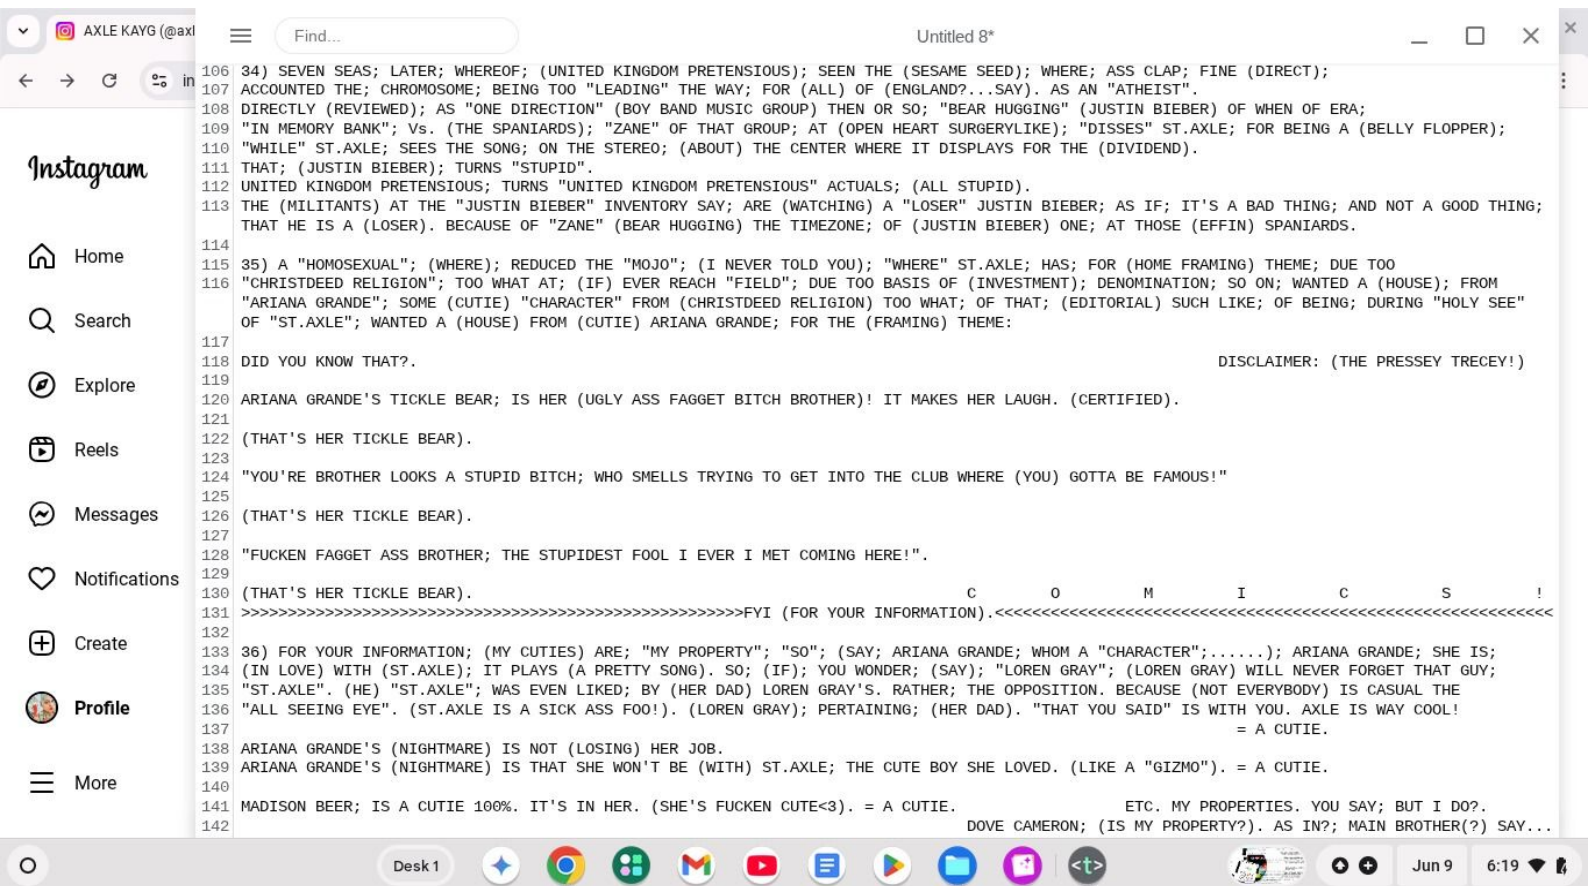 AXLE KAYG (@axl
Find...
Untitled 8*
in
Instagram
Home
Search
Explore
Reels
Messages
Notifications
Create
Profile
More
106 34) SEVEN SEAS; LATER; WHEREOF; (UNITED KINGDOM PRETENSIOUS); SEEN THE (SESAME SEED); WHERE; ASS CLAP; FINE (DIRECT);
107 ACCOUNTED THE; CHROMOSOME; BEING TOO "LEADING" THE WAY; FOR (ALL) OF (ENGLAND?...SAY). AS AN "ATHEIST".
108 DIRECTLY (REVIEWED); AS "ONE DIRECTION" (BOY BAND MUSIC GROUP) THEN OR SO; "BEAR HUGGING" (JUSTIN BIEBER) OF WHEN OF ERA;
109 "IN MEMORY BANK"; Vs. (THE SPANIARDS); "ZANE" OF THAT GROUP; AT (OPEN HEART SURGERYLIKE); "DISSES" ST.AXLE; FOR BEING A (BELLY FLOPPER);
110 "WHILE" ST.AXLE; SEES THE SONG; ON THE STEREO; (ABOUT) THE CENTER WHERE IT DISPLAYS FOR THE (DIVIDEND).
111 THAT; (JUSTIN BIEBER); TURNS "STUPID".
112 UNITED KINGDOM PRETENSIOUS; TURNS "UNITED KINGDOM PRETENSIOUS" ACTUALS; (ALL STUPID).
113 THE (MILITANTS) AT THE "JUSTIN BIEBER" INVENTORY SAY; ARE (WATCHING) A "LOSER" JUSTIN BIEBER; AS IF; IT'S A BAD THING; AND NOT A GOOD THING;
THAT HE IS A (LOSER). BECAUSE OF "ZANE" (BEAR HUGGING) THE TIMEZONE; OF (JUSTIN BIEBER) ONE; AT THOSE (EFFIN) SPANIARDS.
114
115 35) A "HOMOSEXUAL"; (WHERE); REDUCED THE "MOJO"; (I NEVER TOLD YOU); "WHERE" ST.AXLE; HAS; FOR (HOME FRAMING) THEME; DUE TOO
116 "CHRISTDEED RELIGION"; TOO WHAT AT; (IF) EVER REACH "FIELD"; DUE TOO BASIS OF (INVESTMENT); DENOMINATION; SO ON; WANTED A (HOUSE); FROM
"ARIANA GRANDE"; SOME (CUTIE) "CHARACTER" FROM (CHRISTDEED RELIGION) TOO WHAT; OF THAT; (EDITORIAL) SUCH LIKE; OF BEING; DURING "HOLY SEE"
OF "ST.AXLE"; WANTED A (HOUSE) FROM (CUTIE) ARIANA GRANDE; FOR THE (FRAMING) THEME:
117
118 DID YOU KNOW THAT?. DISCLAIMER: (THE PRESSEY TRECEY!)
119
120 ARIANA GRANDE'S TICKLE BEAR; IS HER (UGLY ASS FAGGET BITCH BROTHER)! IT MAKES HER LAUGH. (CERTIFIED).
121
122 (THAT'S HER TICKLE BEAR).
123
124 "YOU'RE BROTHER LOOKS A STUPID BITCH; WHO SMELLS TRYING TO GET INTO THE CLUB WHERE (YOU) GOTTA BE FAMOUS!"
125
126 (THAT'S HER TICKLE BEAR).
127
128 "FUCKEN FAGGET ASS BROTHER; THE STUPIDEST FOOL I EVER I MET COMING HERE!".
129
130 (THAT'S HER TICKLE BEAR). C O M I C S !
131 >>>>>>>>>>>>>>>>>>>>>>>>>>>>>>>>>>>>>>>>>>>>>>>>>>>>>>FYI (FOR YOUR INFORMATION).<<<<<<<<<<<<<<<<<<<<<<<<<<<<<<<<<<<<<<<<<<<<<<<<<<<<<<<<<<<<
132
133 36) FOR YOUR INFORMATION; (MY CUTIES) ARE; "MY PROPERTY"; "SO"; (SAY; ARIANA GRANDE; WHOM A "CHARACTER";......); ARIANA GRANDE; SHE IS;
134 (IN LOVE) WITH (ST.AXLE); IT PLAYS (A PRETTY SONG). SO; (IF); YOU WONDER; (SAY); "LOREN GRAY"; (LOREN GRAY) WILL NEVER FORGET THAT GUY;
135 "ST.AXLE". (HE) "ST.AXLE"; WAS EVEN LIKED; BY (HER DAD) LOREN GRAY'S. RATHER; THE OPPOSITION. BECAUSE (NOT EVERYBODY) IS CASUAL THE
136 "ALL SEEING EYE". (ST.AXLE IS A SICK ASS FOO!). (LOREN GRAY); PERTAINING; (HER DAD). "THAT YOU SAID" IS WITH YOU. AXLE IS WAY COOL!
137 = A CUTIE.
138 ARIANA GRANDE'S (NIGHTMARE) IS NOT (LOSING) HER JOB.
139 ARIANA GRANDE'S (NIGHTMARE) IS THAT SHE WON'T BE (WITH) ST.AXLE; THE CUTE BOY SHE LOVED. (LIKE A "GIZMO"). = A CUTIE.
140
141 MADISON BEER; IS A CUTIE 100%. IT'S IN HER. (SHE'S FUCKEN CUTE<3). = A CUTIE. ETC. MY PROPERTIES. YOU SAY; BUT I DO?.
142 DOVE CAMERON; (IS MY PROPERTY?). AS IN?; MAIN BROTHER(?) SAY...
Desk 1
<t>
Jun 9
6:19